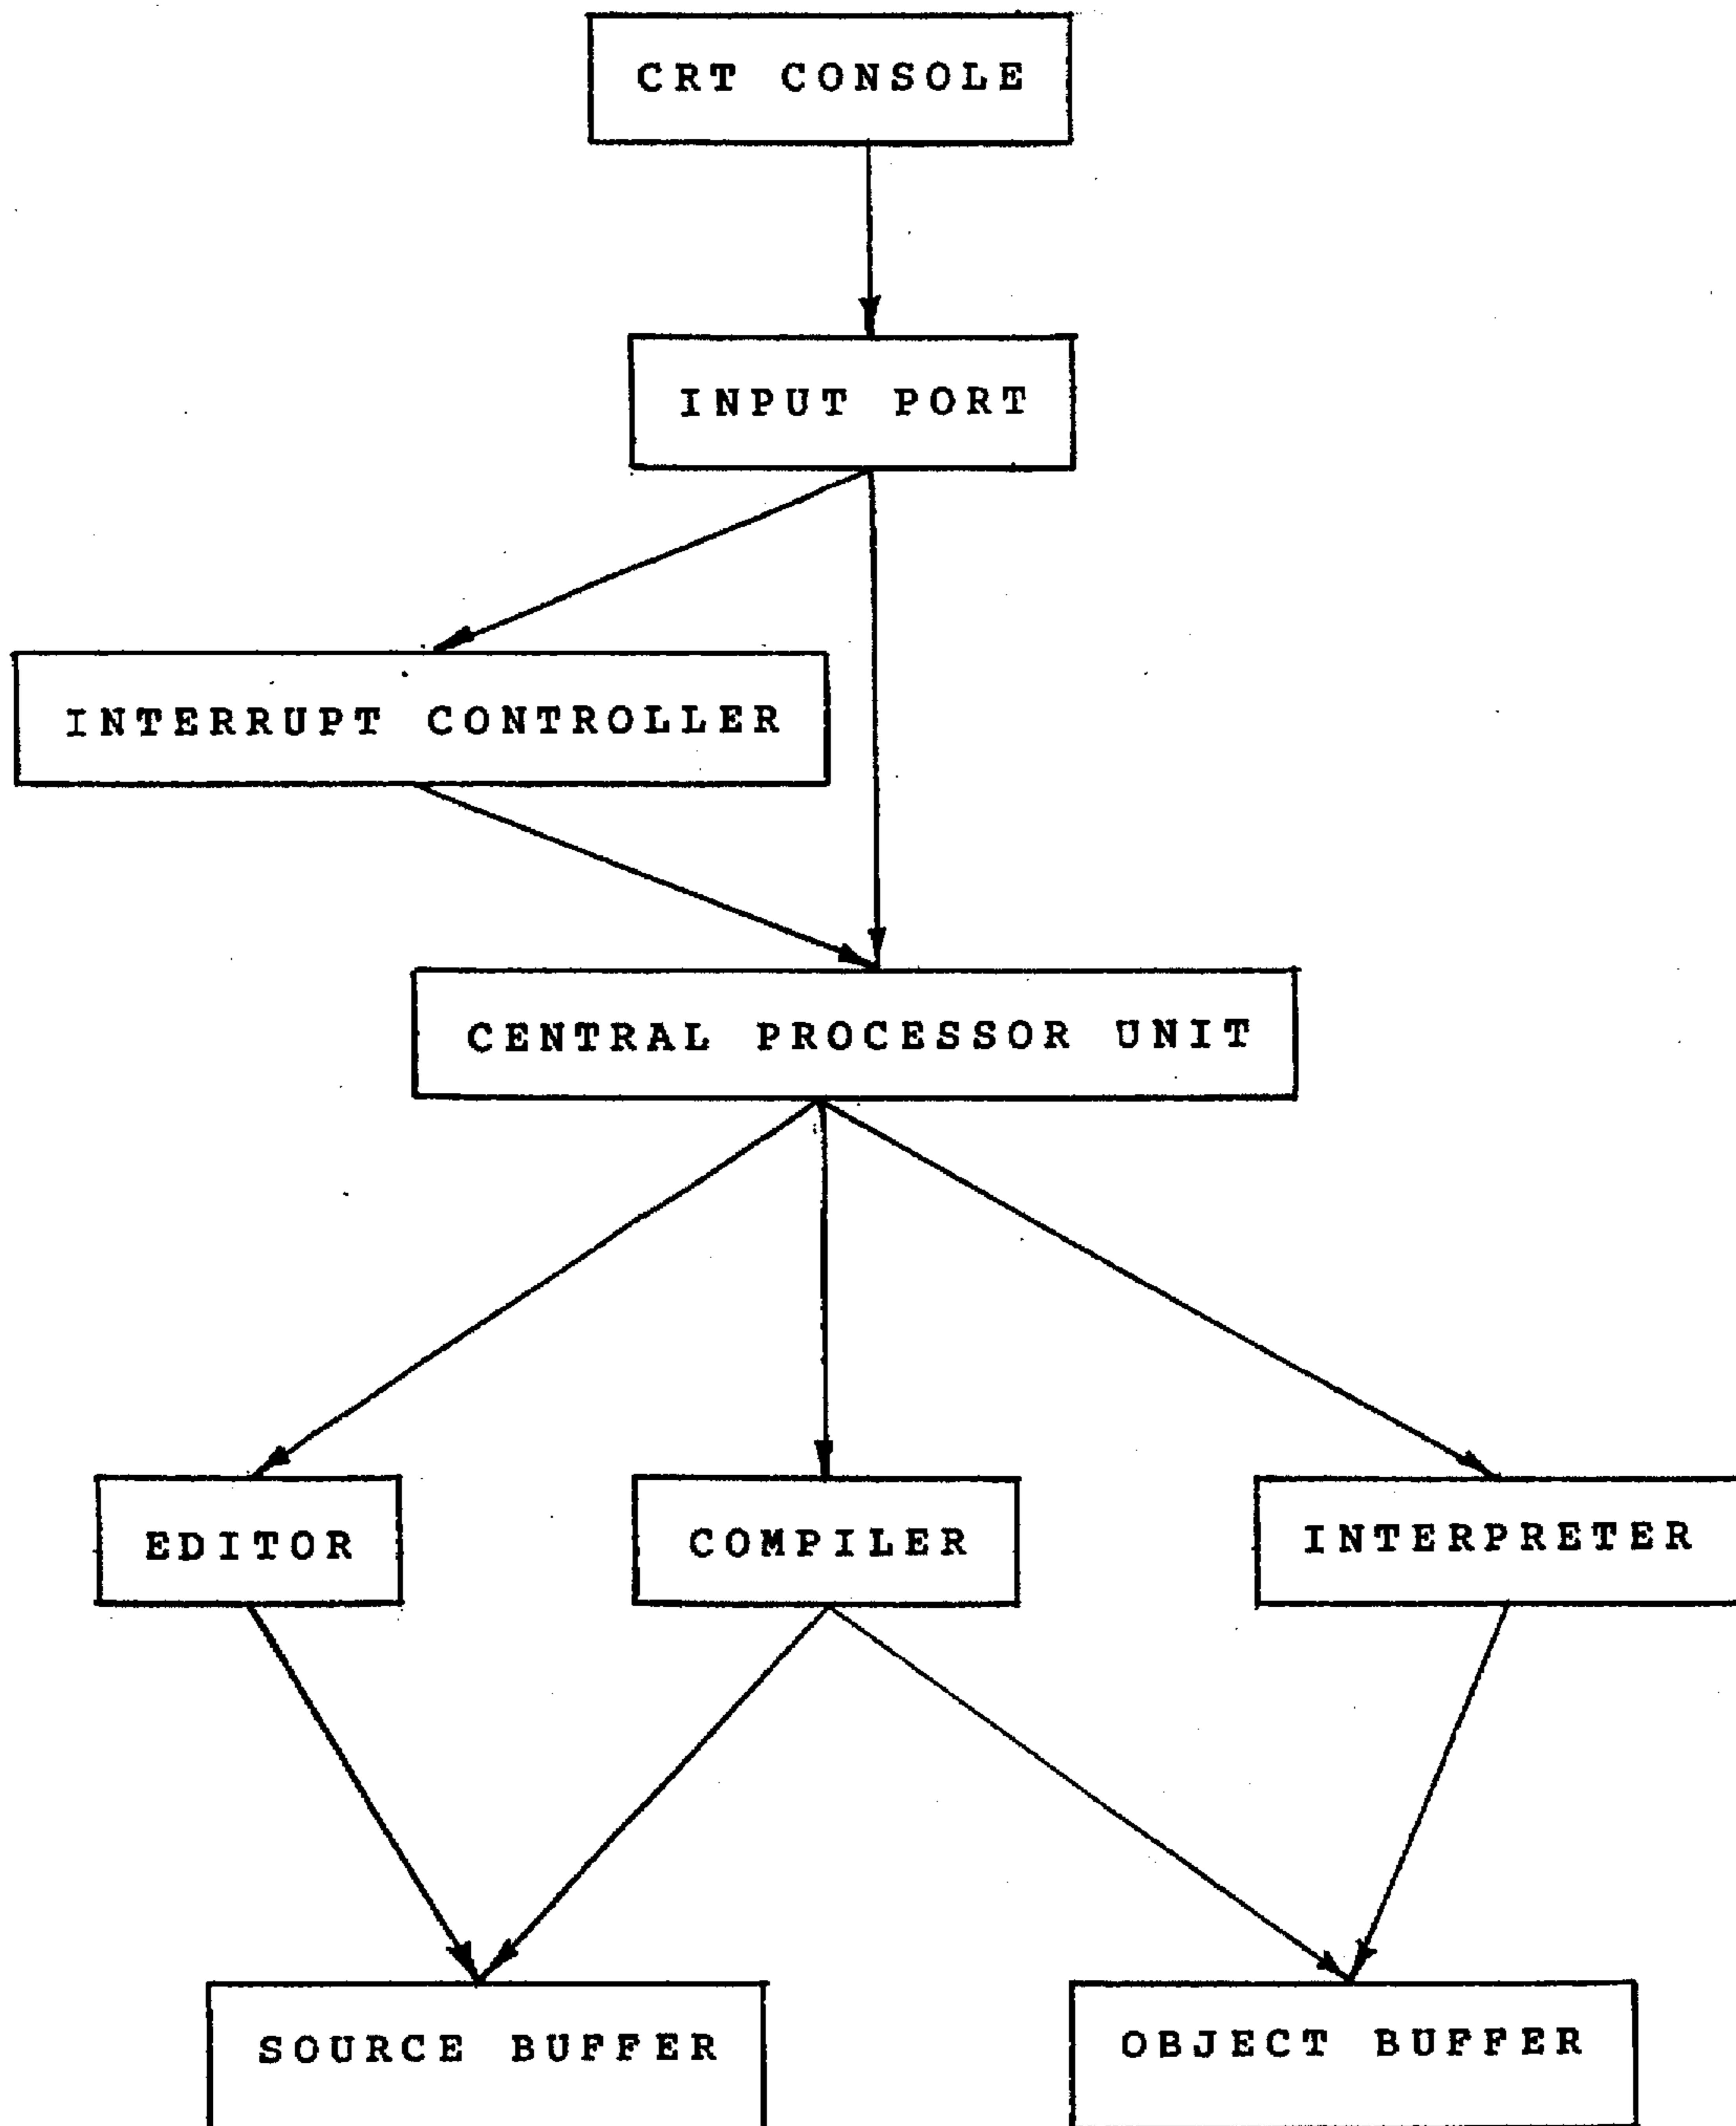 CRT CONSOLE
INPUT PORT
INTERRUPT CONTROLLER
CENTRAL PROCESSOR UNIT
EDITOR
COMPILER
INTERPRETER
SOURCE BUFFER
OBJECT BUFFER